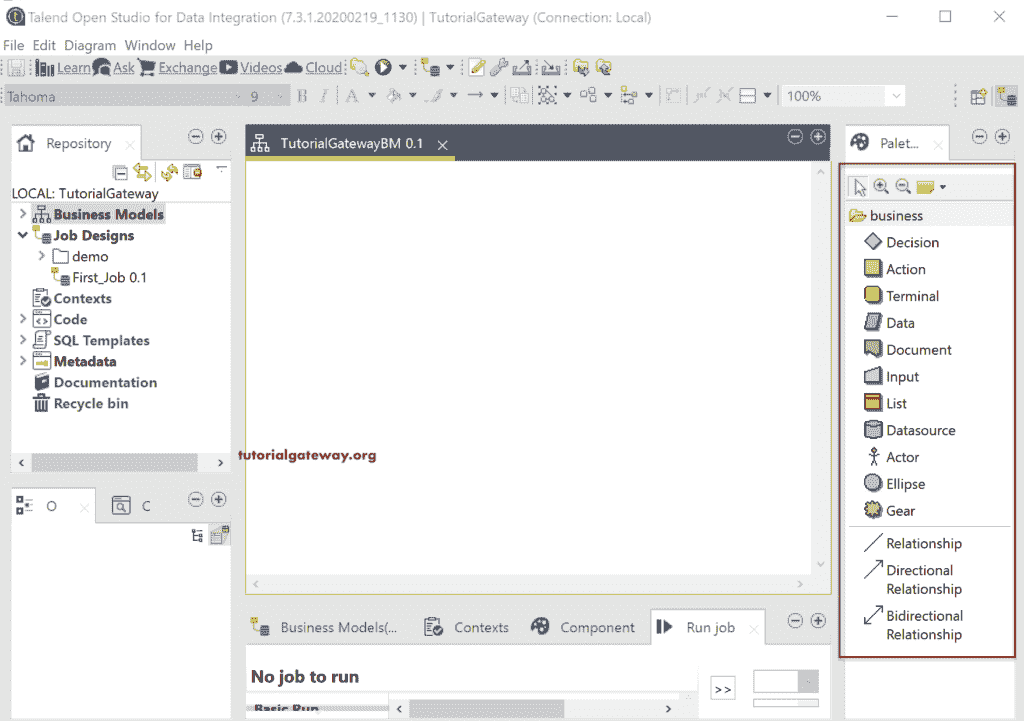 Talend Open Studio for Data Integration (7.3.1.20200219_1130) | TutorialGateway (Connection: Local)
File Edit Diagram Window Help
Learn Ask Exchange Videos Cloud
Tahoma 9 B I A 100%
Repository
LOCAL: TutorialGateway
Business Models
Job Designs
demo
First_Job 0.1
Contexts
Code
SQL Templates
Metadata
Documentation
Recycle bin
O C
TutorialGatewayBM 0.1
tutorialgateway.org
Business Models(... Contexts Component Run job
No job to run
Basic Run
>>
Palet...
business
Decision
Action
Terminal
Data
Document
Input
List
Datasource
Actor
Ellipse
Gear
Relationship
Directional
Relationship
Bidirectional
Relationship